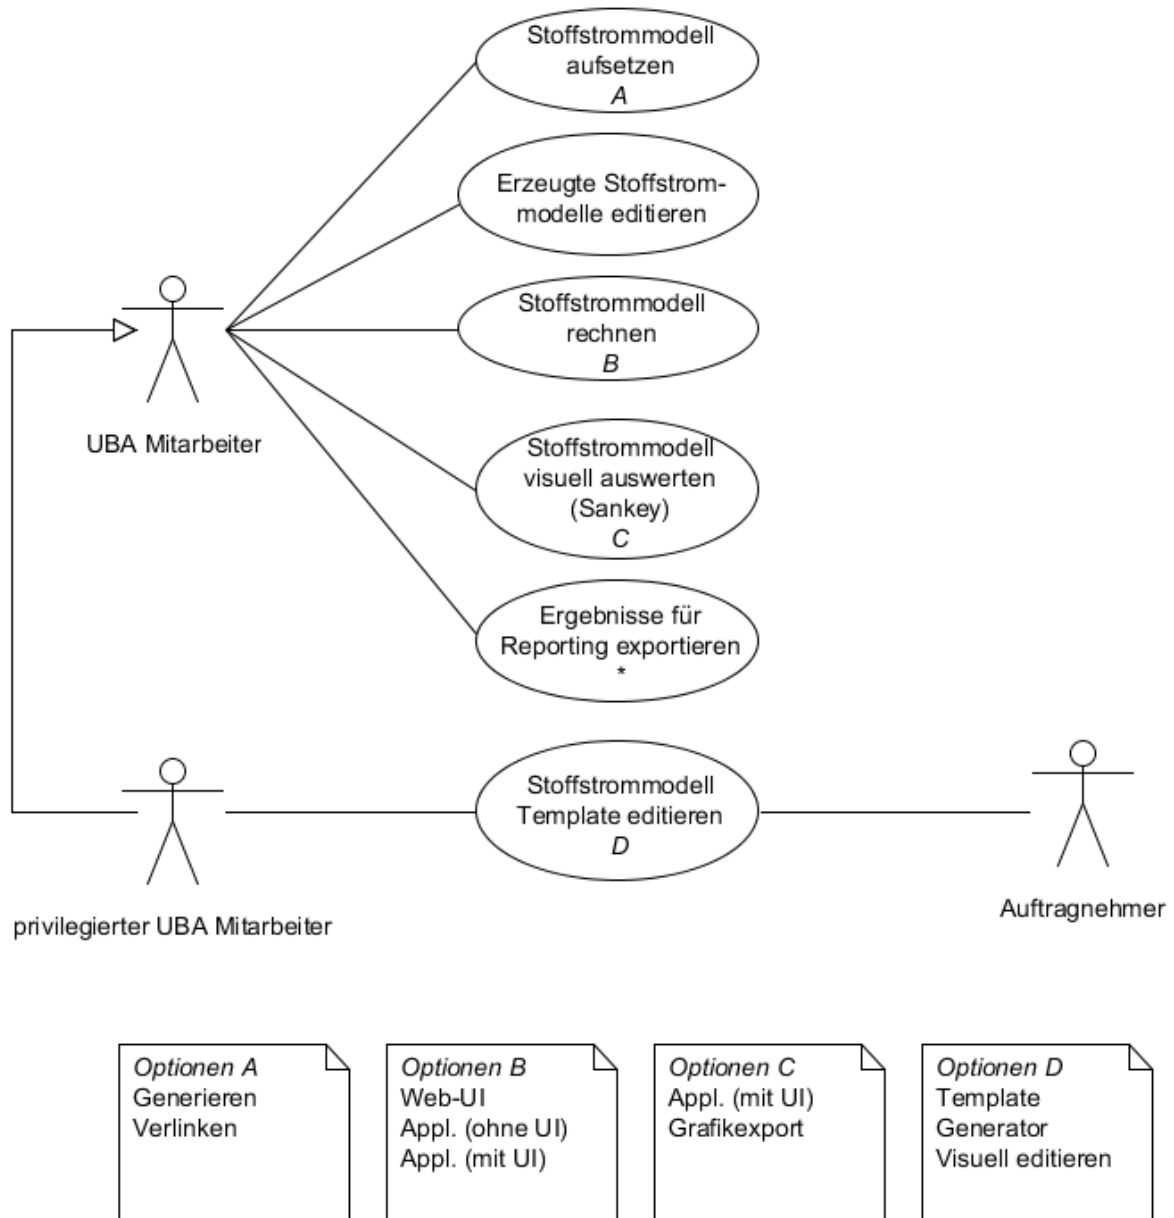 Stoffstrommodell
aufsetzen
A
Erzeugte Stoffstrom-
modelle editieren
Stoffstrommodell
rechnen
B
UBA Mitarbeiter
Stoffstrommodell
visuell auswerten
(Sankey)
C
Ergebnisse für
Reporting exportieren
*
Stoffstrommodell
Template editieren
D
privilegierter UBA Mitarbeiter
Auftragnehmer
Optionen A
Generieren
Verlinken
Optionen B
Web-UI
Appl. (ohne UI)
Appl. (mit UI)
Optionen C
Appl. (mit UI)
Grafikexport
Optionen D
Template
Generator
Visuell editieren